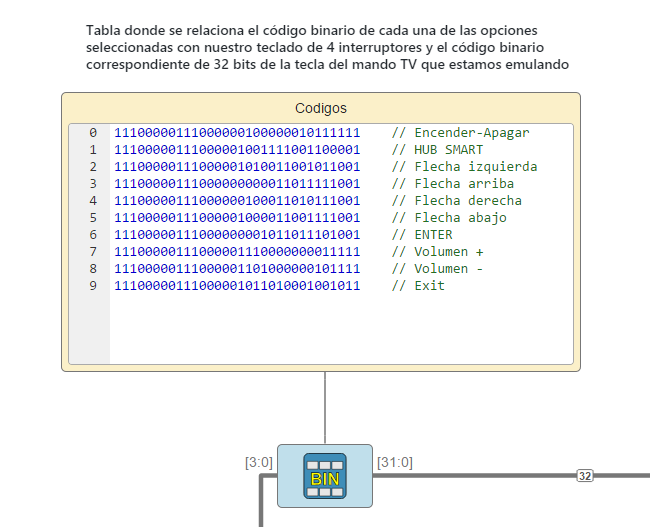 Tabla donde se relaciona el código binario de cada una de las opciones
seleccionadas con nuestro teclado de 4 interruptores y el código binario
correspondiente de 32 bits de la tecla del mando TV que estamos emulando
Codigos
0 11100000111000000100000010111111 // Encender-Apagar
1 11100000111000001001111001100001 // HUB SMART
2 11100000111000001010011001011001 // Flecha izquierda
3 11100000111000000000011011111001 // Flecha arriba
4 11100000111000000100011010111001 // Flecha derecha
5 11100000111000001000011001111001 // Flecha abajo
6 11100000111000000001011011101001 // ENTER
7 11100000111000001110000000011111 // Volumen +
8 11100000111000001101000000101111 // Volumen -
9 11100000111000001011010001001011 // Exit
[3:0] BIN [31:0]
32